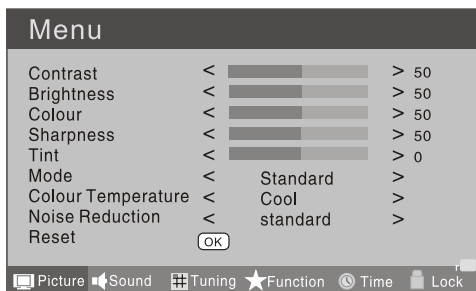 Menu
Contrast < > 50
Brightness < > 50
Colour < > 50
Sharpness < > 50
Tint < > 0
Mode < Standard >
Colour Temperature < Cool >
Noise Reduction < standard >
Reset OK
Picture Sound Tuning Function Time Lock